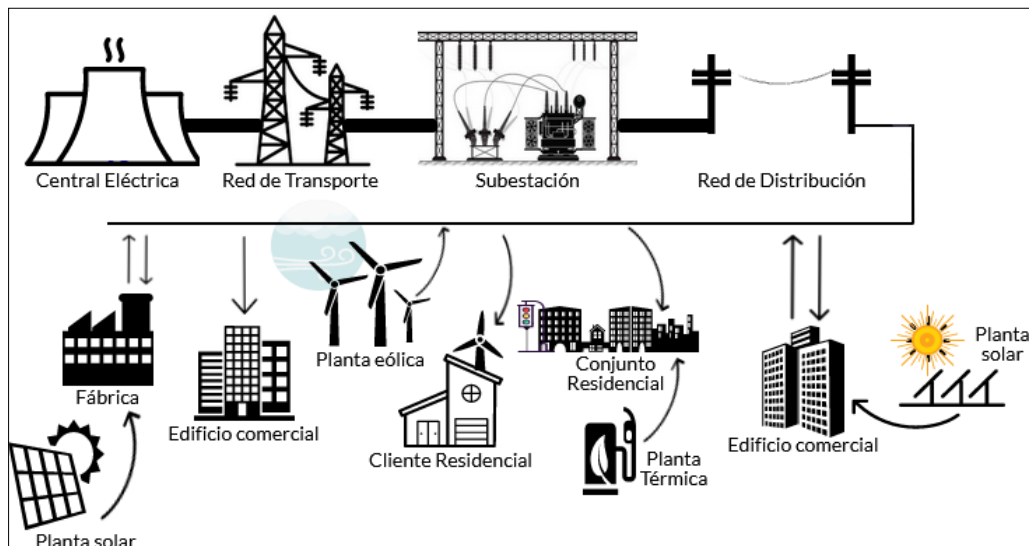 Central Eléctrica
Red de Transporte
Subestación
Red de Distribución
Planta eólica
Conjunto
Residencial
Planta
solar
Fábrica
Edificio comercial
Cliente Residencial
Planta
Térmica
Edificio comercial
Planta solar